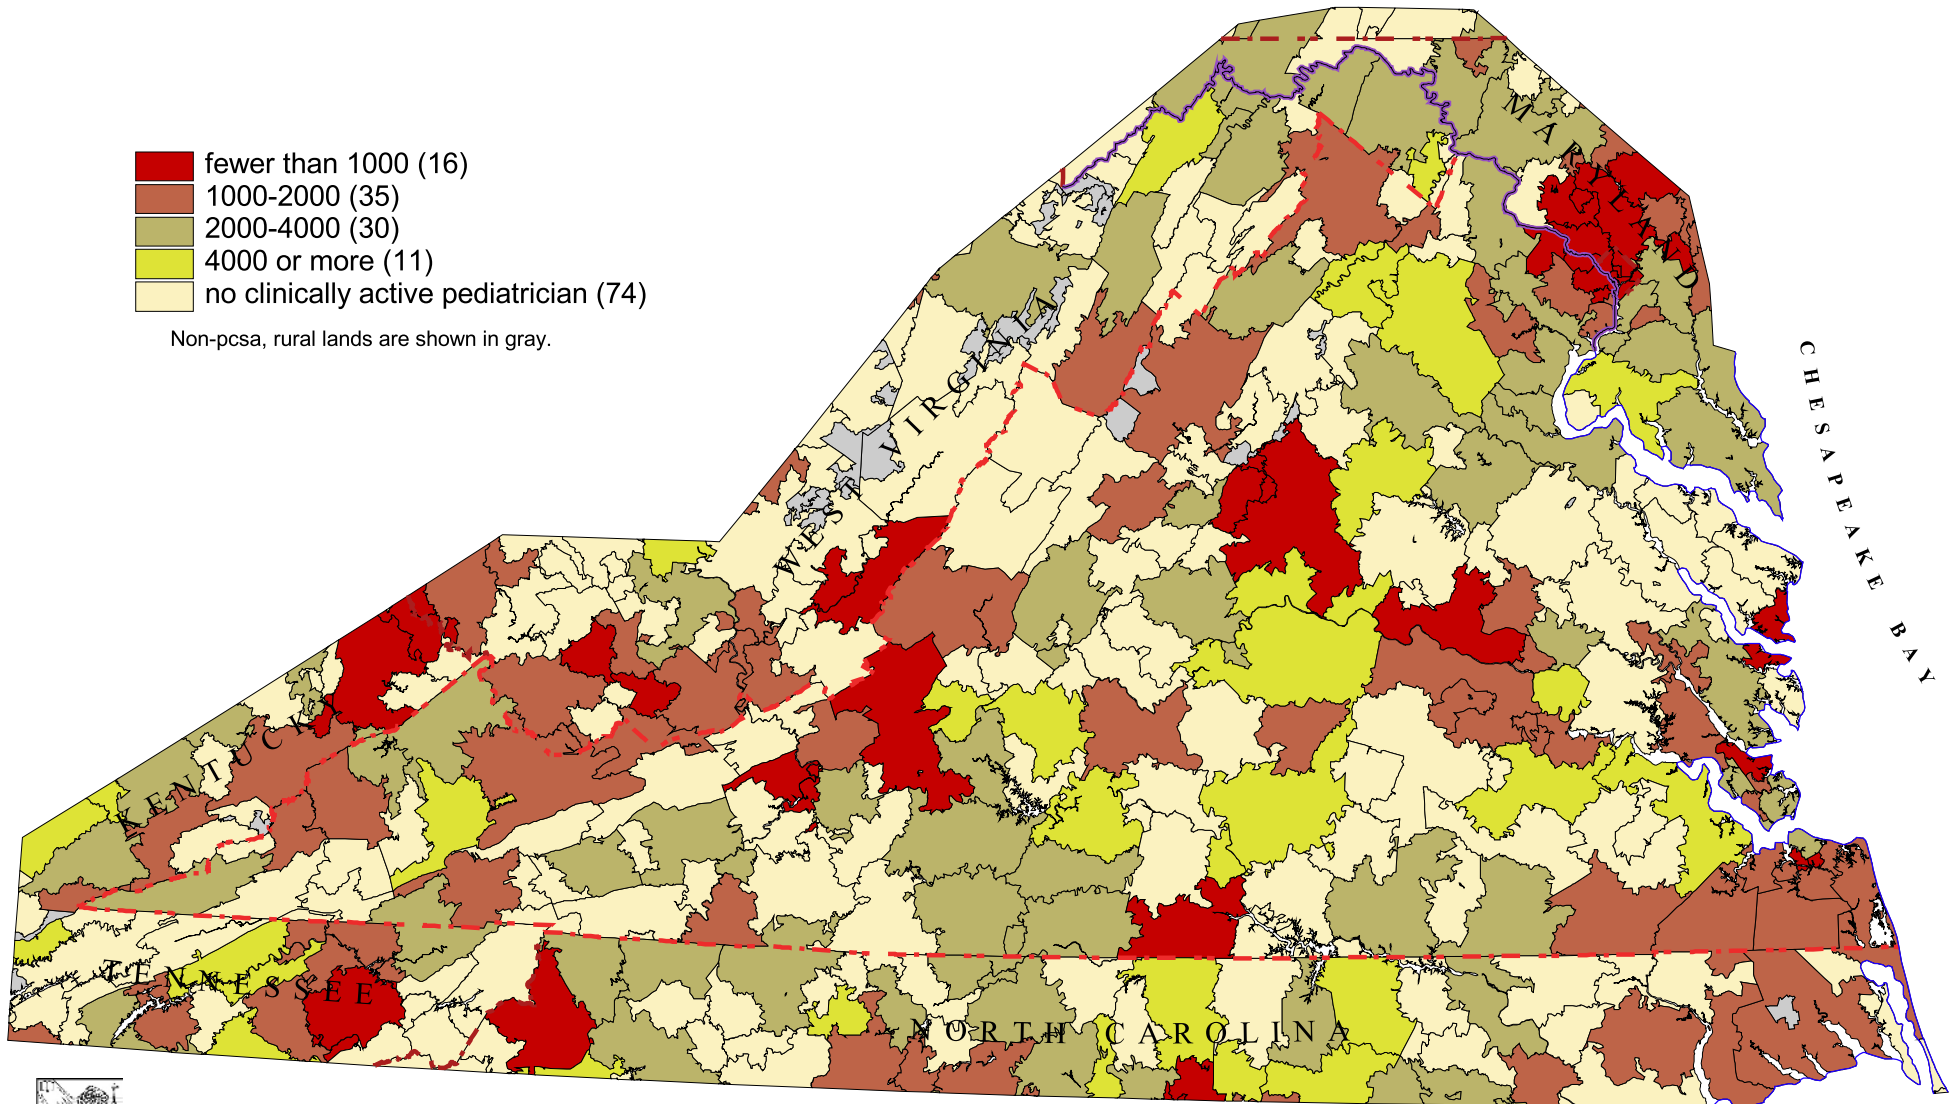 fewer than 1000 (16)
1000-2000 (35)
2000-4000 (30)
4000 or more (11)
no clinically active pediatrician (74)
Non-pcsa, rural lands are shown in gray.
MARYLAND
CHESAPEAKE BAY
WEST VIRGINIA
KENTUCKY
TENNESSEE
NORTH CAROLINA